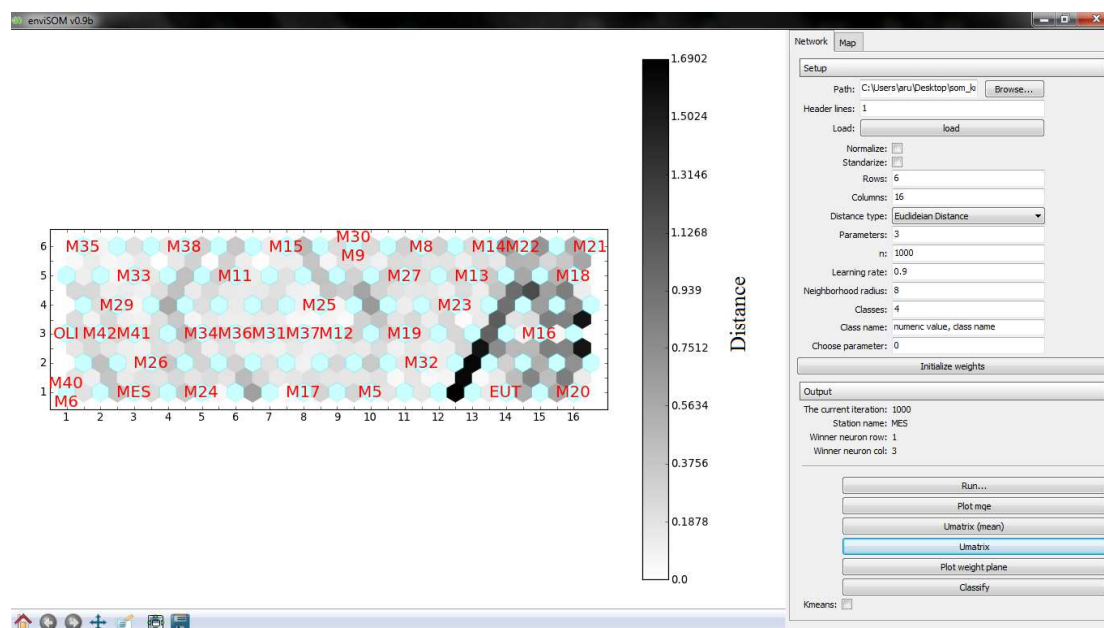 enviSOM v0.9b
Network Map
Setup
Path: C:\Users\aru\Desktop\som_k Browse...
Header lines: 1
Load: load
Normalize:
Standarize:
Rows: 6
Columns: 16
Distance type: Euclideian Distance
Parameters: 3
n: 1000
Learning rate: 0.9
Neighborhood radius: 8
Classes: 4
Class name: numeric value, class name
Choose parameter: 0
Initialize weights
Output
The current iteration: 1000
Station name: MES
Winner neuron row: 1
Winner neuron col: 3
Run...
Plot mqe
Umatrix (mean)
Umatrix
Plot weight plane
Classify
Kmeans:
M30
6 M35 M38 M15 M8 M14 M22 M21
M9
5 M33 M11 M27 M13 M18
4 M29 M25 M23
3 OLI M42 M41 M34 M36 M31 M37 M12 M19 M16
2 M26 M32
M40
1 MES M24 M17 M5 EUT M20
M6
1 2 3 4 5 6 7 8 9 10 11 12 13 14 15 16
1.6902
1.5024
1.3146
1.1268
0.939
0.7512
0.5634
0.3756
0.1878
0.0
Distance